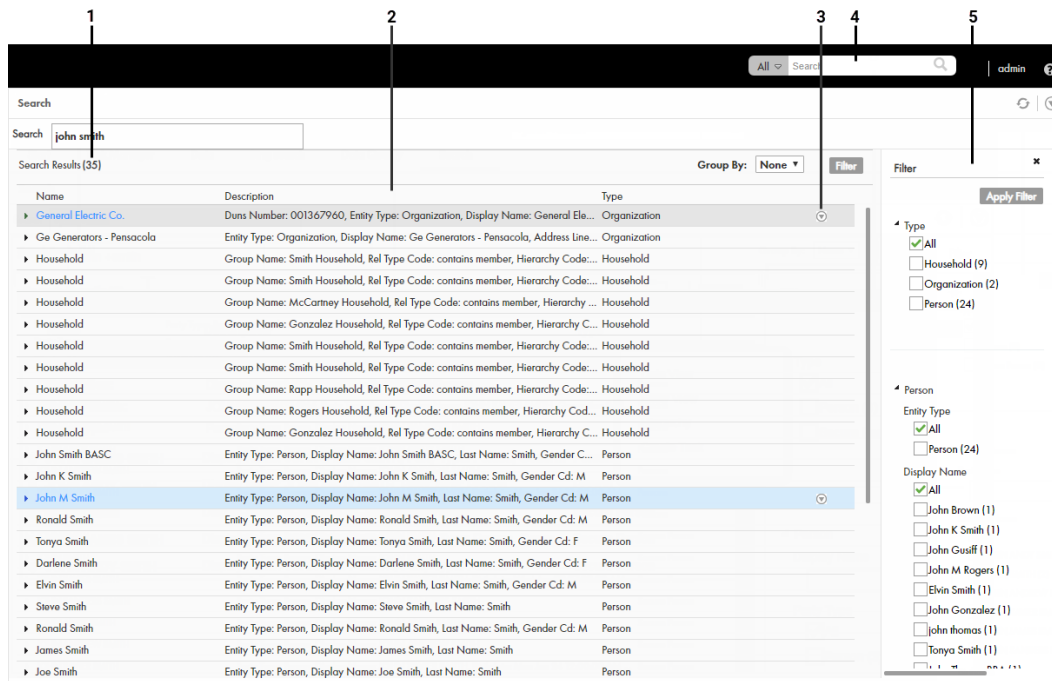 1 2 3 4 5
All Search admin ?
Search
Search john smith
Search Results (35) Group By: None Filter
Name Description Type
General Electric Co. Duns Number: 001367960, Entity Type: Organization, Display Name: General Ele... Organization
Ge Generators - Pensacola Entity Type: Organization, Display Name: Ge Generators - Pensacola, Address Line... Organization
Household Group Name: Smith Household, Rel Type Code: contains member, Hierarchy Code:... Household
Household Group Name: Smith Household, Rel Type Code: contains member, Hierarchy Code:... Household
Household Group Name: McCartney Household, Rel Type Code: contains member, Hierarchy ... Household
Household Group Name: Gonzalez Household, Rel Type Code: contains member, Hierarchy C... Household
Household Group Name: Smith Household, Rel Type Code: contains member, Hierarchy Code:... Household
Household Group Name: Smith Household, Rel Type Code: contains member, Hierarchy Code:... Household
Household Group Name: Rapp Household, Rel Type Code: contains member, Hierarchy Code:... Household
Household Group Name: Rogers Household, Rel Type Code: contains member, Hierarchy Cod... Household
Household Group Name: Gonzalez Household, Rel Type Code: contains member, Hierarchy C... Household
John Smith BASC Entity Type: Person, Display Name: John Smith BASC, Last Name: Smith, Gender C... Person
John K Smith Entity Type: Person, Display Name: John K Smith, Last Name: Smith, Gender Cd: M Person
John M Smith Entity Type: Person, Display Name: John M Smith, Last Name: Smith, Gender Cd: M Person
Ronald Smith Entity Type: Person, Display Name: Ronald Smith, Last Name: Smith, Gender Cd: M Person
Tonya Smith Entity Type: Person, Display Name: Tonya Smith, Last Name: Smith, Gender Cd: F Person
Darlene Smith Entity Type: Person, Display Name: Darlene Smith, Last Name: Smith, Gender Cd: F Person
Elvin Smith Entity Type: Person, Display Name: Elvin Smith, Last Name: Smith, Gender Cd: M Person
Steve Smith Entity Type: Person, Display Name: Steve Smith, Last Name: Smith Person
Ronald Smith Entity Type: Person, Display Name: Ronald Smith, Last Name: Smith, Gender Cd: M Person
James Smith Entity Type: Person, Display Name: James Smith, Last Name: Smith Person
Joe Smith Entity Type: Person, Display Name: Joe Smith, Last Name: Smith Person
Filter
Apply Filter
Type
All
Household (9)
Organization (2)
Person (24)
Person
Entity Type
All
Person (24)
Display Name
All
John Brown (1)
John K Smith (1)
John Gusiff (1)
John M Rogers (1)
Elvin Smith (1)
John Gonzalez (1)
john thomas (1)
Tonya Smith (1)